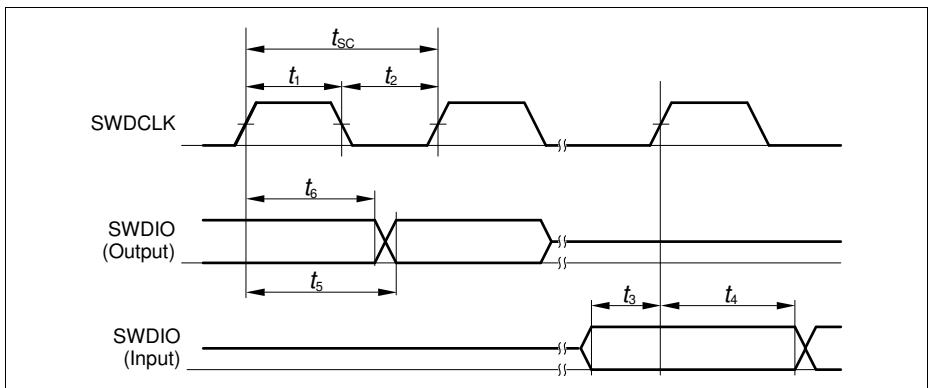 tSC
t1 t2
SWDCLK
t6
SWDIO
(Output)
t5
t3 t4
SWDIO
(Input)